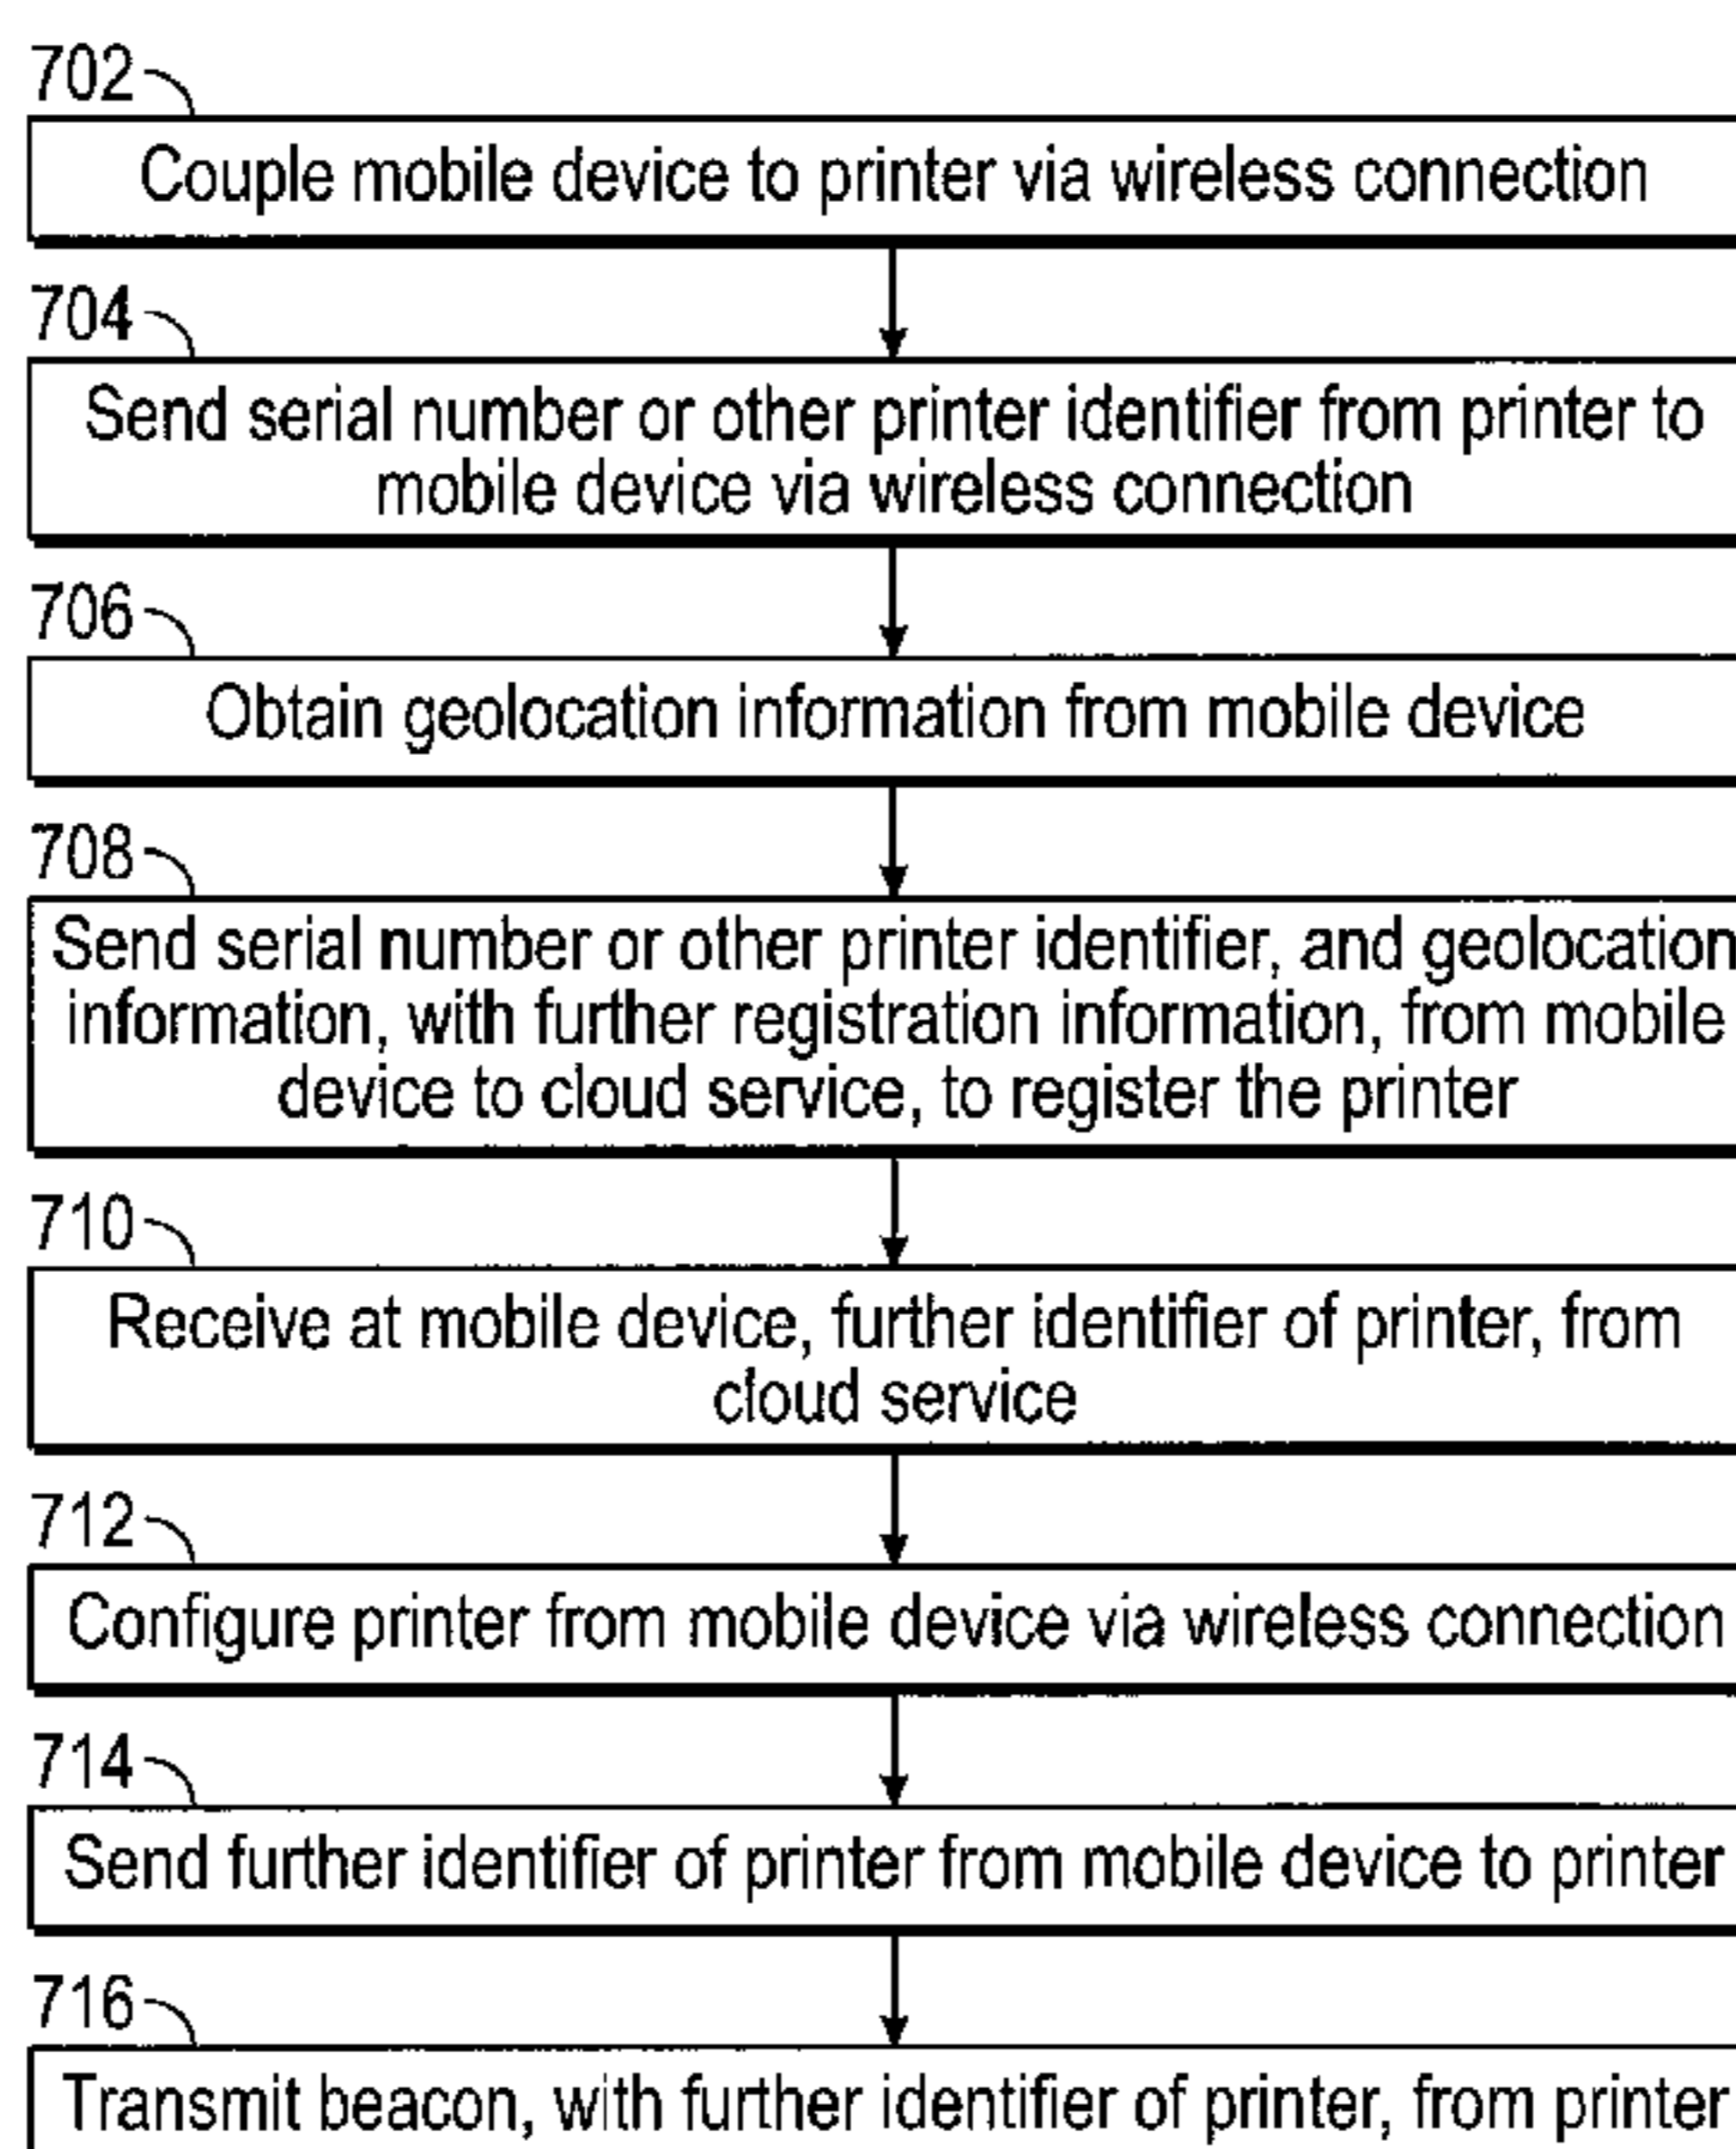 702
Couple mobile device to printer via wireless connection
704
Send serial number or other printer identifier from printer to
mobile device via wireless connection
706
Obtain geolocation information from mobile device
708
Send serial number or other printer identifier, and geolocation
information, with further registration information, from mobile
device to cloud service, to register the printer
710
Receive at mobile device, further identifier of printer, from
cloud service
712
Configure printer from mobile device via wireless connection
714
Send further identifier of printer from mobile device to printer
716
Transmit beacon, with further identifier of printer, from printer